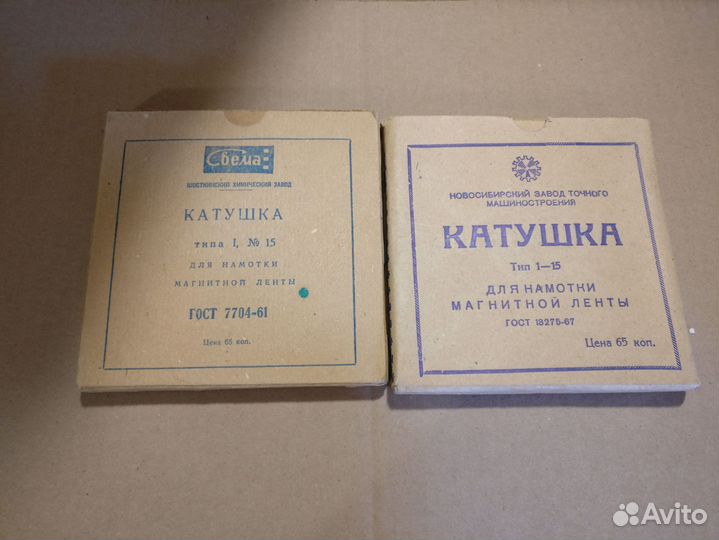 Свема
ШОСТКИНСКИЙ ХИМИЧЕСКИЙ ЗАВОД
КАТУШКА
типа I, № 15
ДЛЯ НАМОТКИ
МАГНИТНОЙ ЛЕНТЫ
ГОСТ 7704-61
Цена 65 коп.
НОВОСИБИРСКИЙ ЗАВОД ТОЧНОГО
МАШИНОСТРОЕНИЯ
КАТУШКА
Тип 1—15
ДЛЯ НАМОТКИ
МАГНИТНОЙ ЛЕНТЫ
ГОСТ 13275-67
Цена 65 коп.
Avito